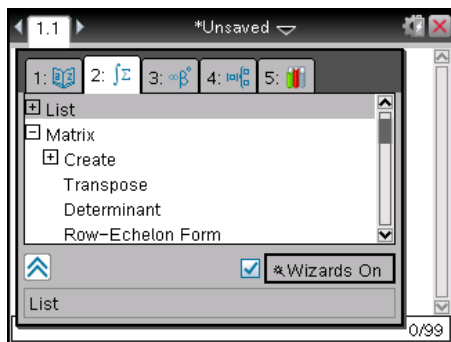 1.1 *Unsaved
1: 2: ∫Σ 3: ∞β° 4: 5:
List
Matrix
Create
Transpose
Determinant
Row-Echelon Form
Wizards On
List
0/99